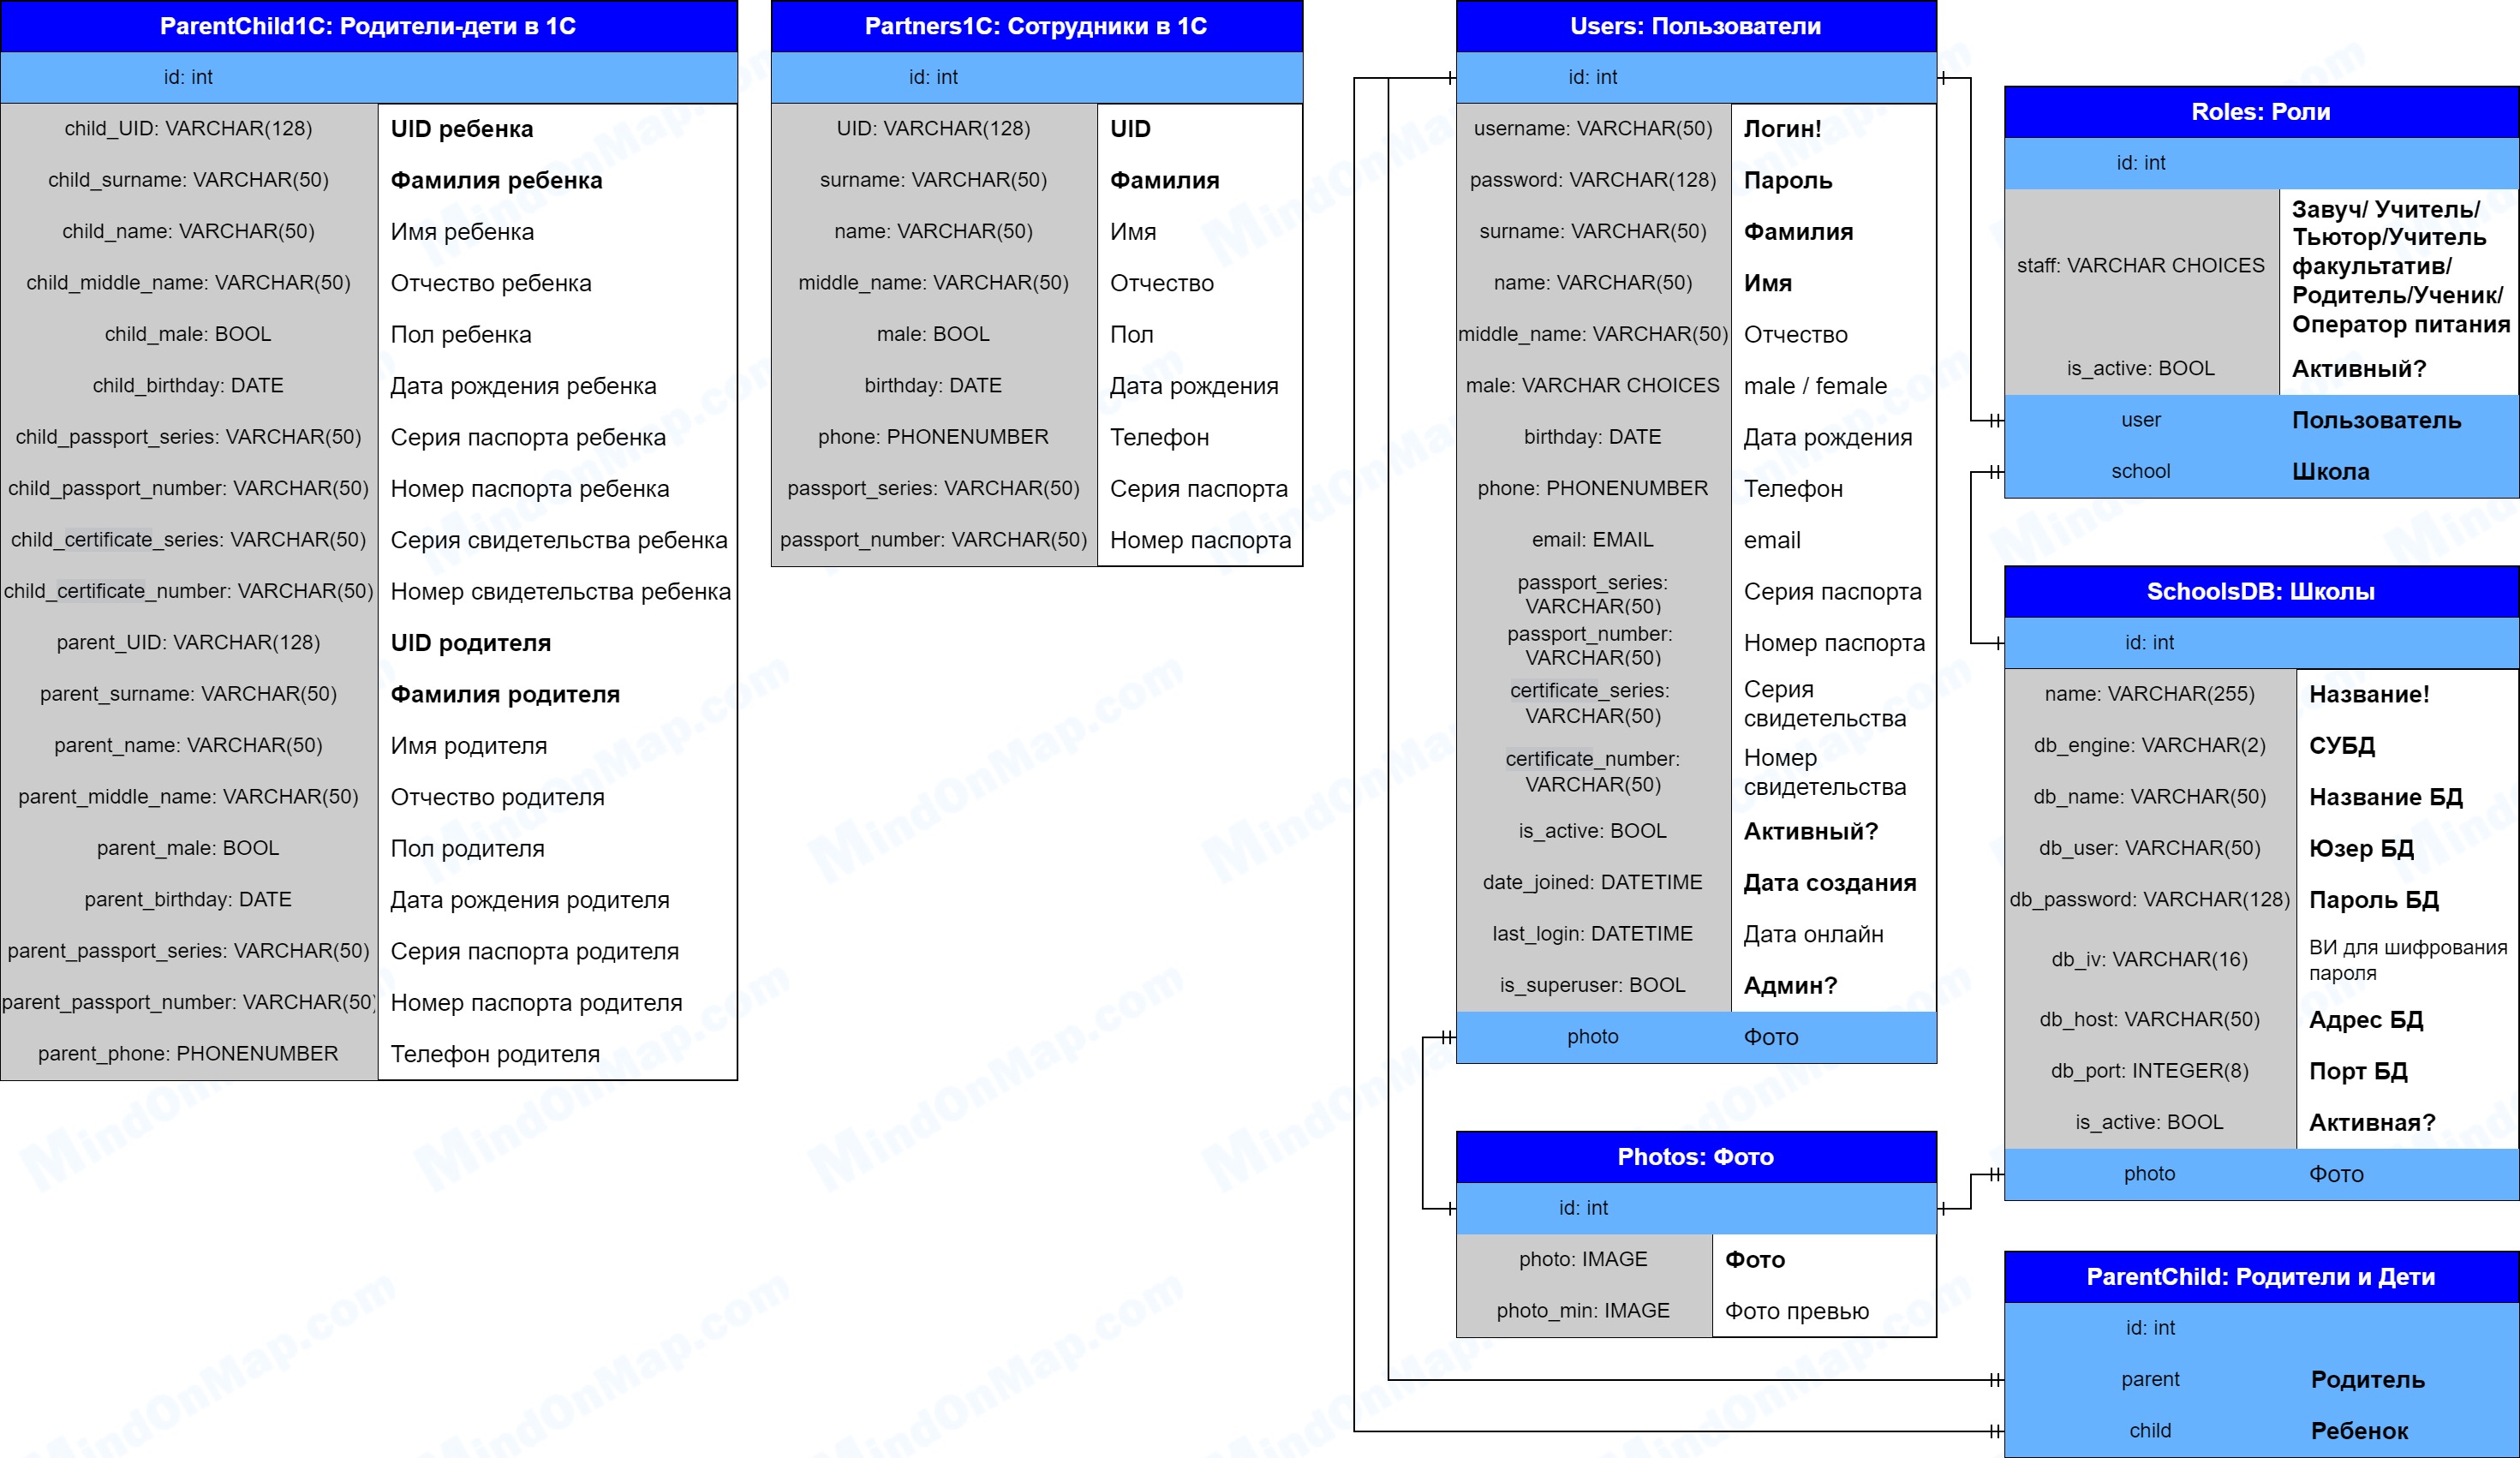 ParentChild1C: Родители-дети в 1С
id: int
child_UID: VARCHAR(128) UID ребенка
child_surname: VARCHAR(50) Фамилия ребенка
child_name: VARCHAR(50) Имя ребенка
child_middle_name: VARCHAR(50) Отчество ребенка
child_male: BOOL Пол ребенка
child_birthday: DATE Дата рождения ребенка
child_passport_series: VARCHAR(50) Серия паспорта ребенка
child_passport_number: VARCHAR(50) Номер паспорта ребенка
child_certificate_series: VARCHAR(50) Серия свидетельства ребенка
child_certificate_number: VARCHAR(50) Номер свидетельства ребенка
parent_UID: VARCHAR(128) UID родителя
parent_surname: VARCHAR(50) Фамилия родителя
parent_name: VARCHAR(50) Имя родителя
parent_middle_name: VARCHAR(50) Отчество родителя
parent_male: BOOL Пол родителя
parent_birthday: DATE Дата рождения родителя
parent_passport_series: VARCHAR(50) Серия паспорта родителя
parent_passport_number: VARCHAR(50) Номер паспорта родителя
parent_phone: PHONENUMBER Телефон родителя
Partners1C: Сотрудники в 1С
id: int
UID: VARCHAR(128) UID
surname: VARCHAR(50) Фамилия
name: VARCHAR(50) Имя
middle_name: VARCHAR(50) Отчество
male: BOOL Пол
birthday: DATE Дата рождения
phone: PHONENUMBER Телефон
passport_series: VARCHAR(50) Серия паспорта
passport_number: VARCHAR(50) Номер паспорта
Users: Пользователи
id: int
username: VARCHAR(50) Логин!
password: VARCHAR(128) Пароль
surname: VARCHAR(50) Фамилия
name: VARCHAR(50) Имя
middle_name: VARCHAR(50) Отчество
male: VARCHAR CHOICES male / female
birthday: DATE Дата рождения
phone: PHONENUMBER Телефон
email: EMAIL email
passport_series:
VARCHAR(50)
Серия паспорта
passport_number:
VARCHAR(50)
Номер паспорта
certificate_series:
VARCHAR(50)
Серия
свидетельства
certificate_number:
VARCHAR(50)
Номер
свидетельства
is_active: BOOL Активный?
date_joined: DATETIME Дата создания
last_login: DATETIME Дата онлайн
is_superuser: BOOL Админ?
photo Фото
Photos: Фото
id: int
photo: IMAGE Фото
photo_min: IMAGE Фото превью
Roles: Роли
id: int
staff: VARCHAR CHOICES
Завуч/ Учитель/
Тьютор/Учитель
факультатив/
Родитель/Ученик/
Оператор питания
is_active: BOOL Активный?
user Пользователь
school Школа
SchoolsDB: Школы
id: int
name: VARCHAR(255) Название!
db_engine: VARCHAR(2) СУБД
db_name: VARCHAR(50) Название БД
db_user: VARCHAR(50) Юзер БД
db_password: VARCHAR(128) Пароль БД
db_iv: VARCHAR(16)
ВИ для шифрования
пароля
db_host: VARCHAR(50) Адрес БД
db_port: INTEGER(8) Порт БД
is_active: BOOL Активная?
photo Фото
ParentChild: Родители и Дети
id: int
parent Родитель
child Ребенок
MindOnMap.com